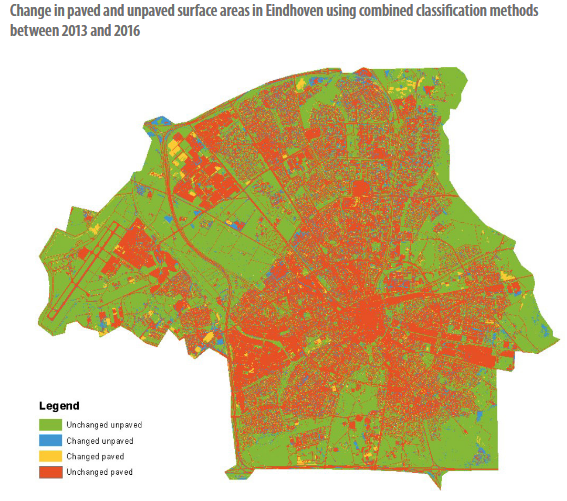 Change in paved and unpaved surface areas in Eindhoven using combined classification methods
between 2013 and 2016
Legend
Unchanged unpaved
Changed unpaved
Changed paved
Unchanged paved